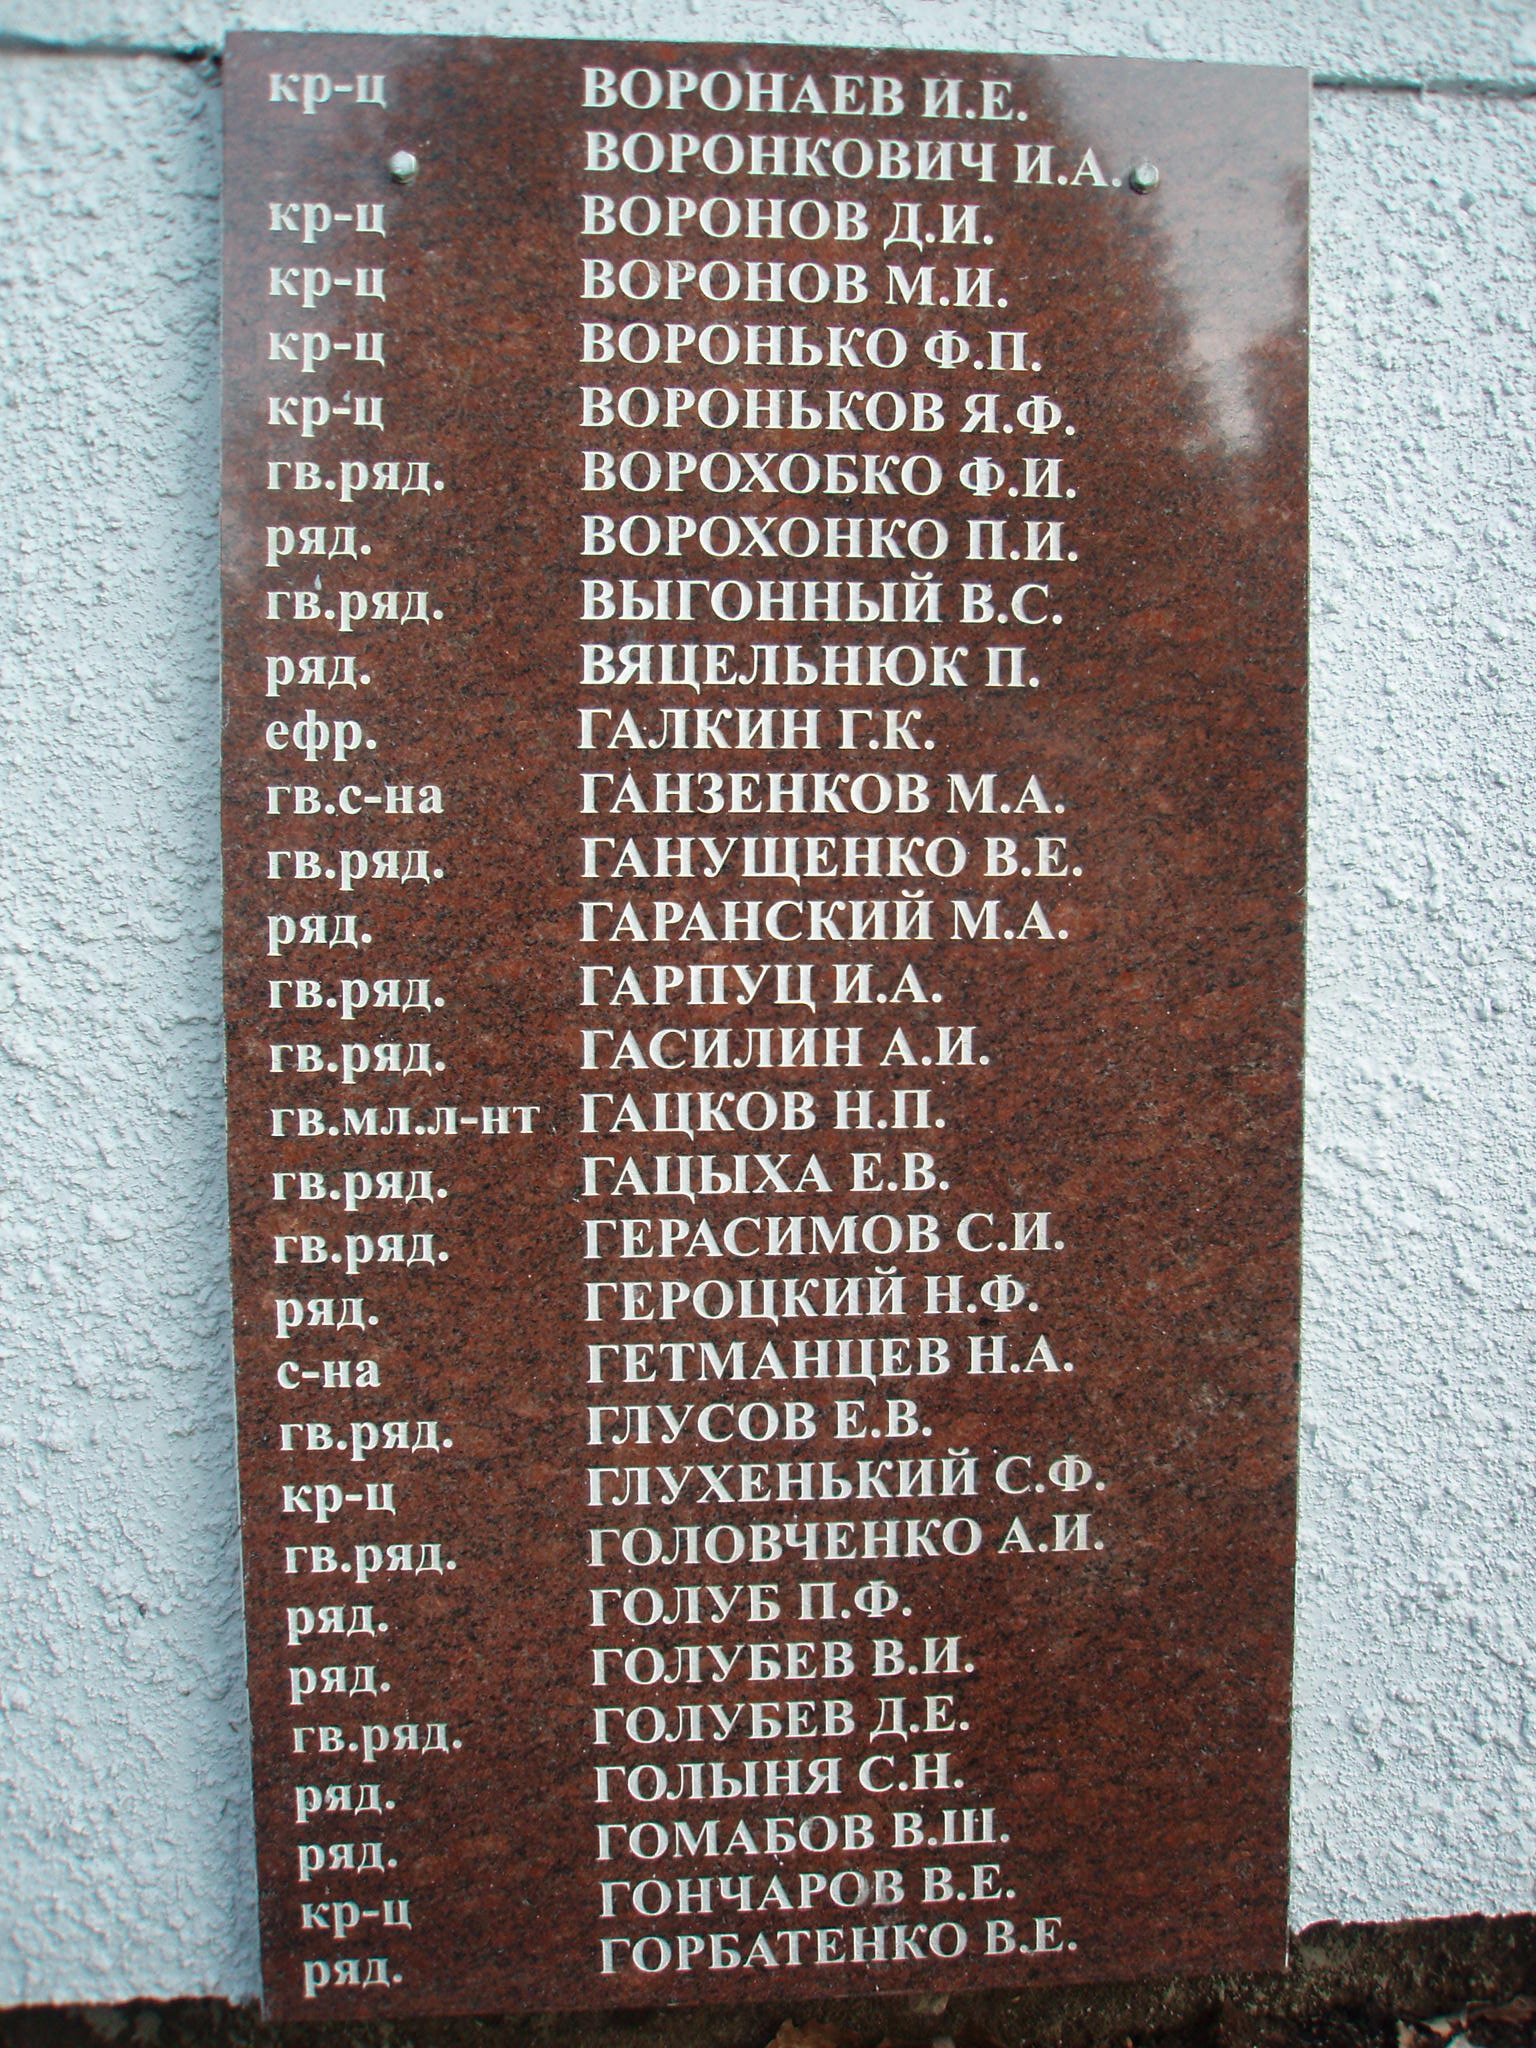 кр-ц ВОРОНАЕВ И.Е.
ВОРОНКОВИЧ И.А.
кр-ц ВОРОНОВ Д.И.
кр-ц ВОРОНОВ М.И.
кр-ц ВОРОНЬКО Ф.П.
кр-ц ВОРОНЬКОВ Я.Ф.
гв.ряд. ВОРОХОБКО Ф.И.
ряд. ВОРОХОНКО П.И.
гв.ряд. ВЫГОННЫЙ В.С.
ряд. ВЯЦЕЛЬНЮК П.
ефр. ГАЛКИН Г.К.
гв.с-на ГАНЗЕНКОВ М.А.
гв.ряд. ГАНУЩЕНКО В.Е.
ряд. ГАРАНСКИЙ М.А.
гв.ряд. ГАРПУЦ И.А.
гв.ряд. ГАСИЛИН А.И.
гв.мл.л-нт ГАЦКОВ Н.П.
гв.ряд. ГАЦЫХА Е.В.
гв.ряд. ГЕРАСИМОВ С.И.
ряд. ГЕРОЦКИЙ Н.Ф.
с-на ГЕТМАНЦЕВ Н.А.
гв.ряд. ГЛУСОВ Е.В.
кр-ц ГЛУХЕНЬКИЙ С.Ф.
гв.ряд. ГОЛОВЧЕНКО А.И.
ряд. ГОЛУБ П.Ф.
ряд. ГОЛУБЕВ В.И.
гв.ряд. ГОЛУБЕВ Д.Е.
ряд. ГОЛЫНЯ С.Н.
ряд. ГОМАБОВ В.Ш.
кр-ц ГОНЧАРОВ В.Е.
ряд. ГОРБАТЕНКО В.Е.